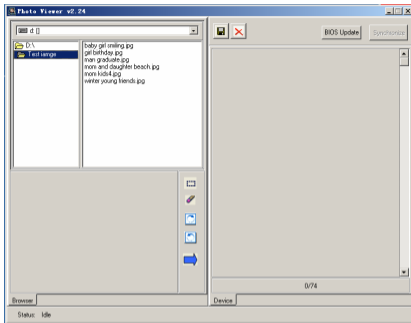 Photo Viewer v2.24
d []
D:\
Test iamge
baby girl smiling.jpg
girl birthday.jpg
man graduate.jpg
mom and daughter beach.jpg
mom kids4.jpg
winter young friends.jpg
BIOS Update
Synchronize
0/74
Browser
Device
Status: Idle